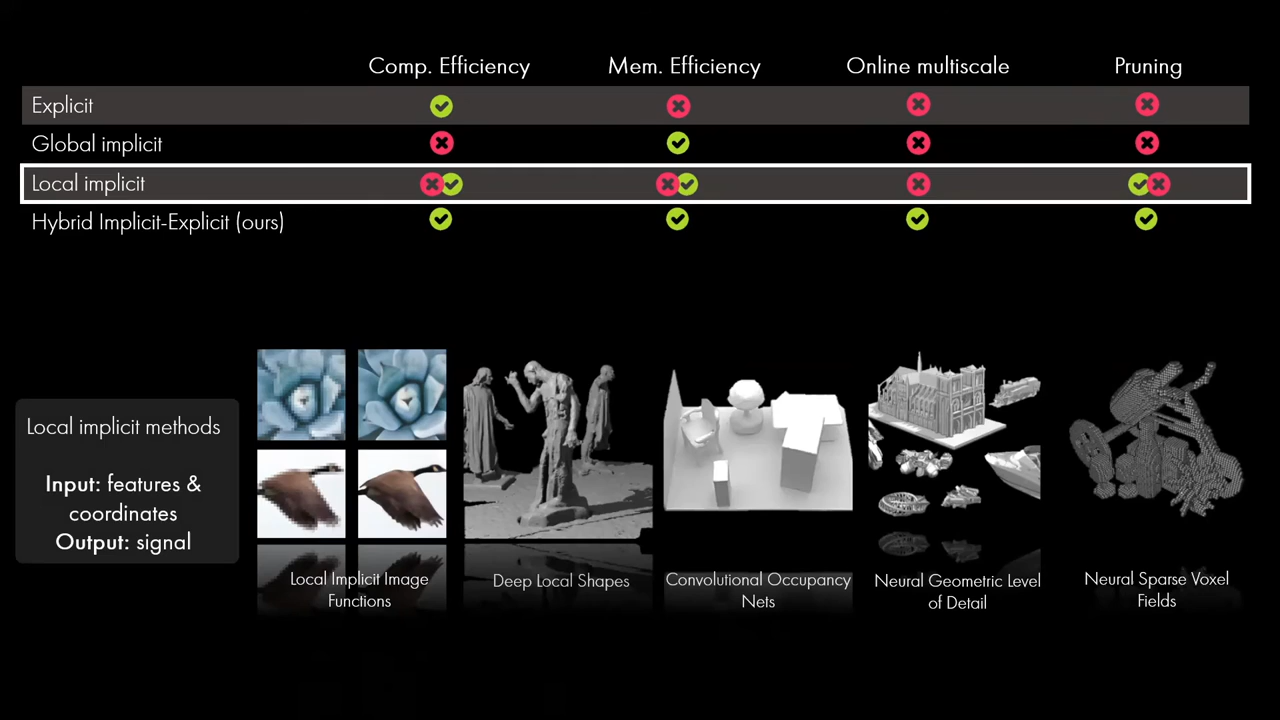 Comp. Efficiency Mem. Efficiency Online multiscale Pruning
Explicit
Global implicit
Local implicit
Hybrid Implicit-Explicit (ours)
Local implicit methods
Input: features &
coordinates
Output: signal
Local Implicit Image
Functions
Deep Local Shapes
Convolutional Occupancy
Nets
Neural Geometric Level
of Detail
Neural Sparse Voxel
Fields